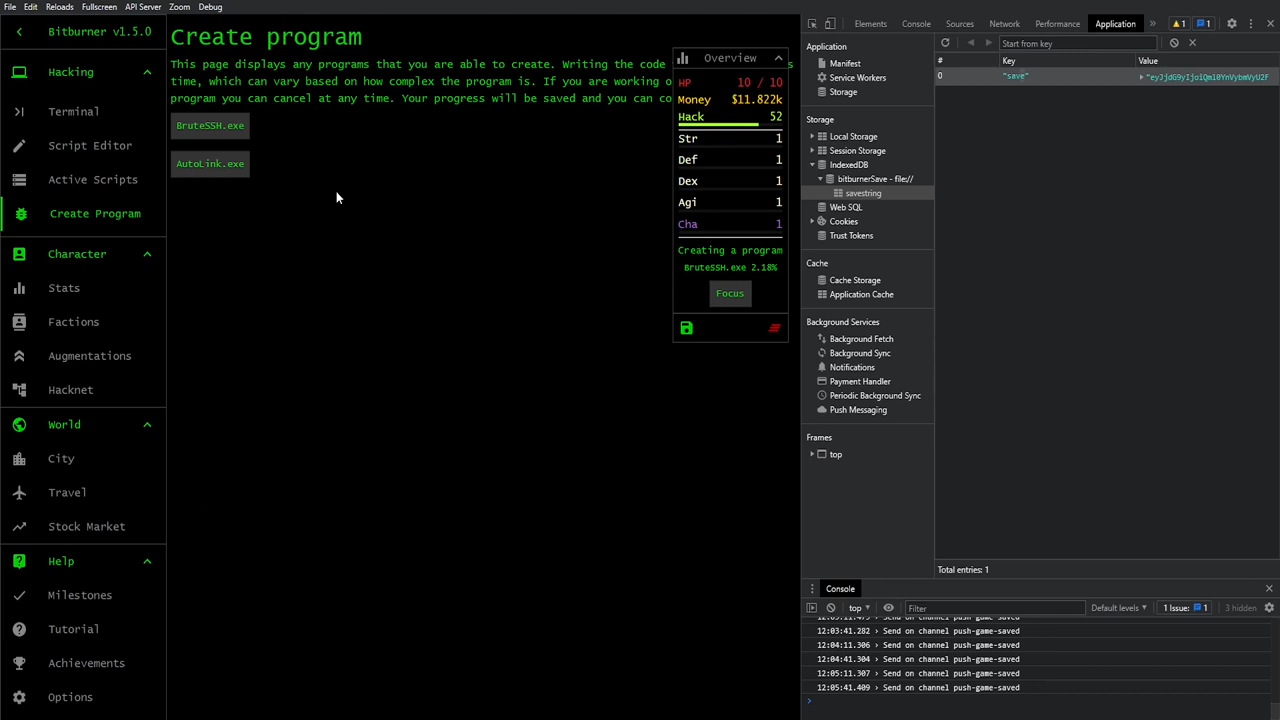 File Edit Reloads Fullscreen API Server Zoom Debug
Bitburner v1.5.0
Hacking
Terminal
Script Editor
Active Scripts
Create Program
Character
Stats
Factions
Augmentations
Hacknet
World
City
Travel
Stock Market
Help
Milestones
Tutorial
Achievements
Options
Create program
This page displays any programs that you are able to create. Writing the code
time, which can vary based on how complex the program is. If you are working o
program you can cancel at any time. Your progress will be saved and you can co
BruteSSH.exe
AutoLink.exe
Overview
HP 10 / 10
Money $11.822k
Hack 52
Str 1
Def 1
Dex 1
Agi 1
Cha 1
Creating a program
BruteSSH.exe 2.18%
Focus
Elements Console Sources Network Performance Application » 1 1
Application
Manifest
Service Workers
Storage
Storage
Local Storage
Session Storage
IndexedDB
bitburnerSave - file://
savestring
Web SQL
Cookies
Trust Tokens
Cache
Cache Storage
Application Cache
Background Services
Background Fetch
Background Sync
Notifications
Payment Handler
Periodic Background Sync
Push Messaging
Frames
top
Start from key
# Key Value
0 "save"
Total entries: 1
Console
top Filter Default levels 1 Issue: 1 3 hidden
12:03:41.282 › Send on channel push-game-saved
12:04:11.306 › Send on channel push-game-saved
12:04:41.304 › Send on channel push-game-saved
12:05:11.307 › Send on channel push-game-saved
12:05:41.409 › Send on channel push-game-saved